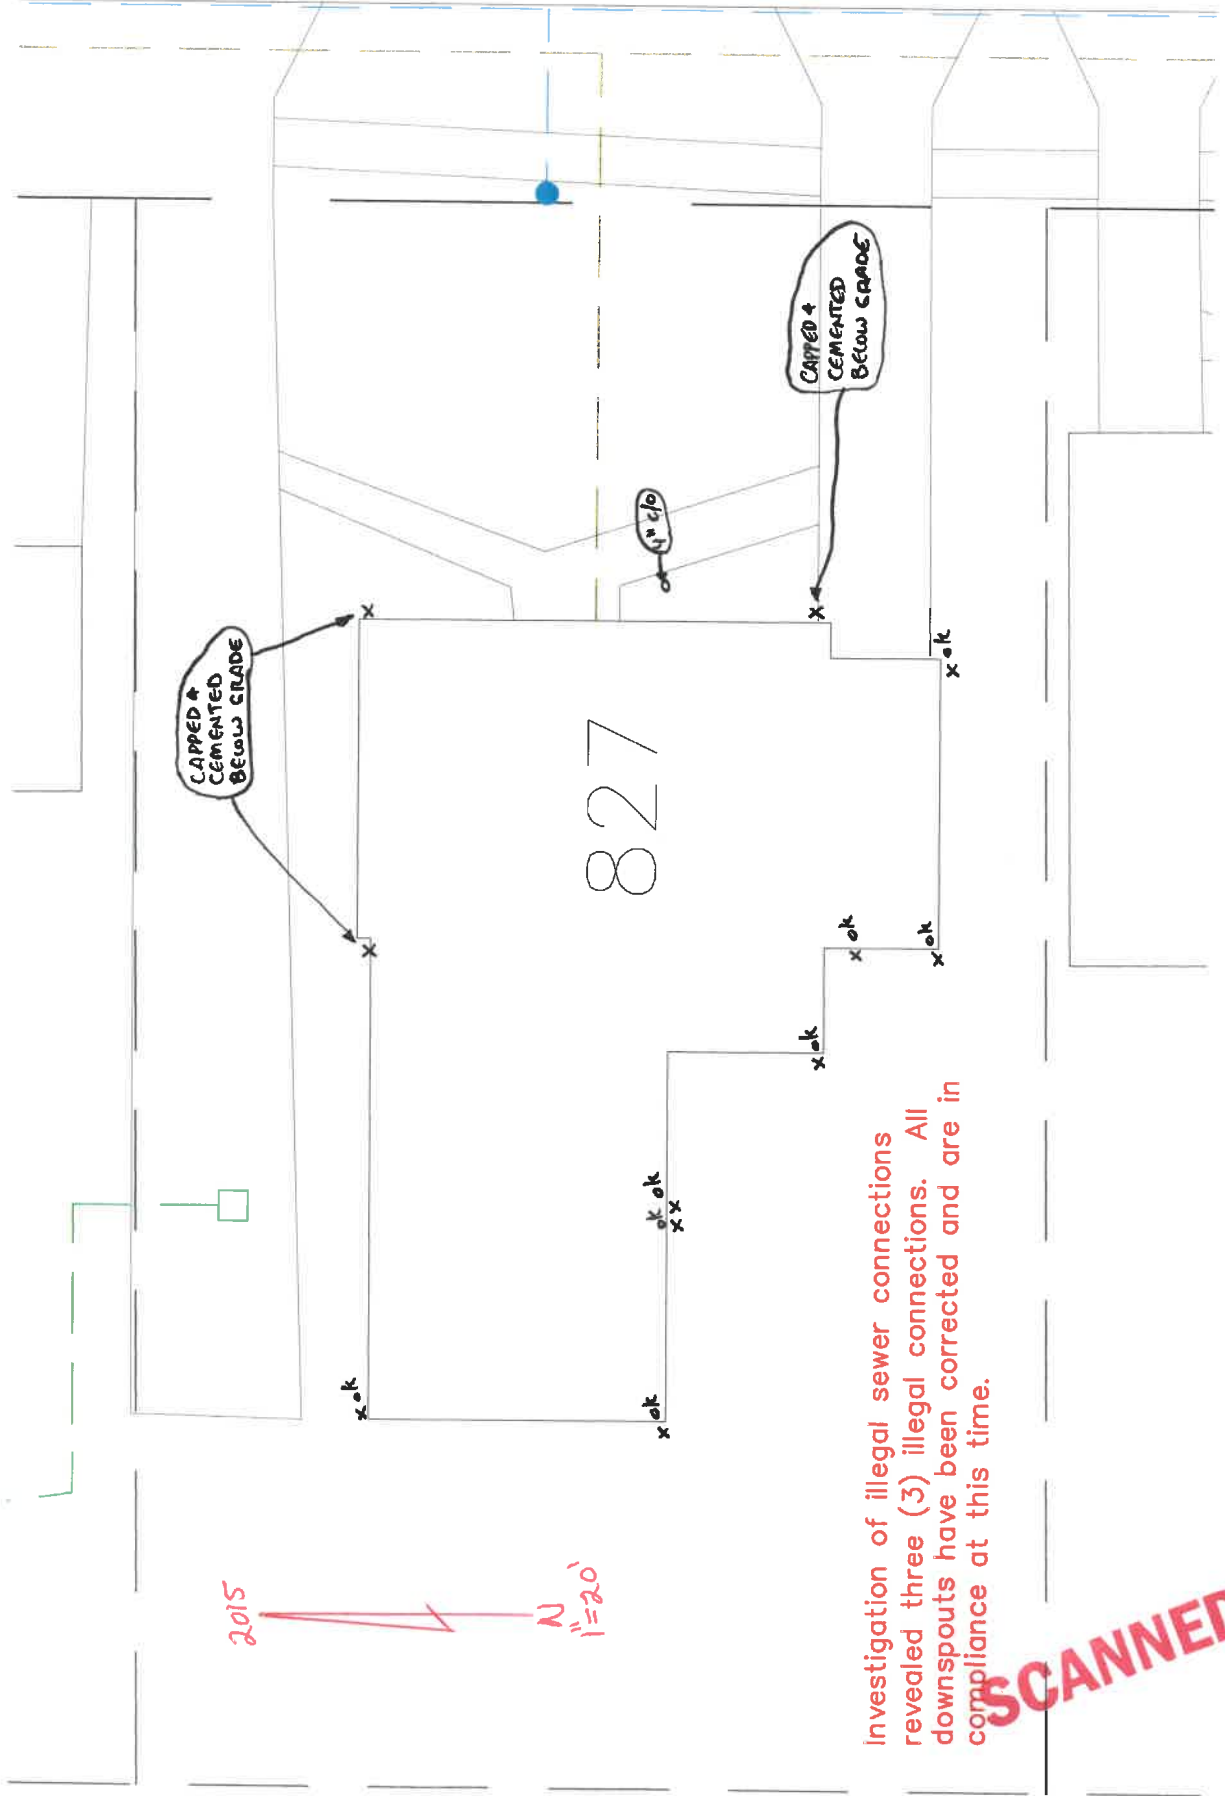 CAPPED &
CEMENTED
BELOW GRADE
CAPPED &
CEMENTED
BELOW GRADE
4" c/o
827
x ok
x ok
x ok
x ok
ok ok
x x
x ok
x ok
x
x
x
2015
N
1"=20'
Investigation of illegal sewer connections
revealed three (3) illegal connections. All
downspouts have been corrected and are in
compliance at this time.
SCANNED